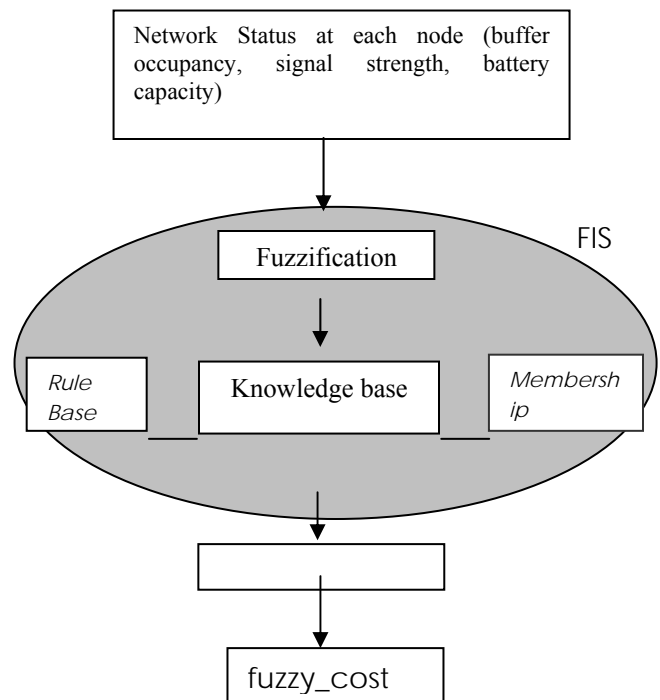 Network Status at each node (buffer
occupancy, signal strength, battery
capacity)
FIS
Fuzzification
Rule
Base
Knowledge base
Membersh
ip
fuzzy_cost